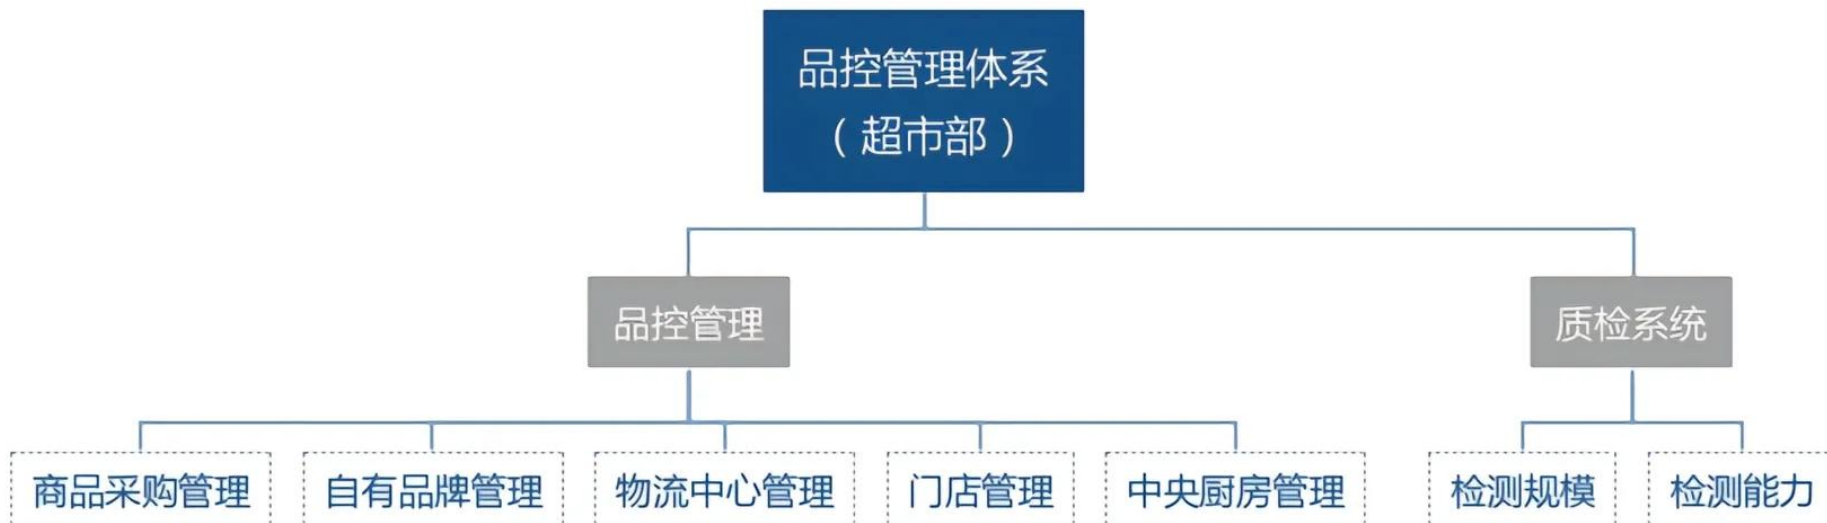 品控管理体系
（超市部）
品控管理
质检系统
商品采购管理
自有品牌管理
物流中心管理
门店管理
中央厨房管理
检测规模
检测能力